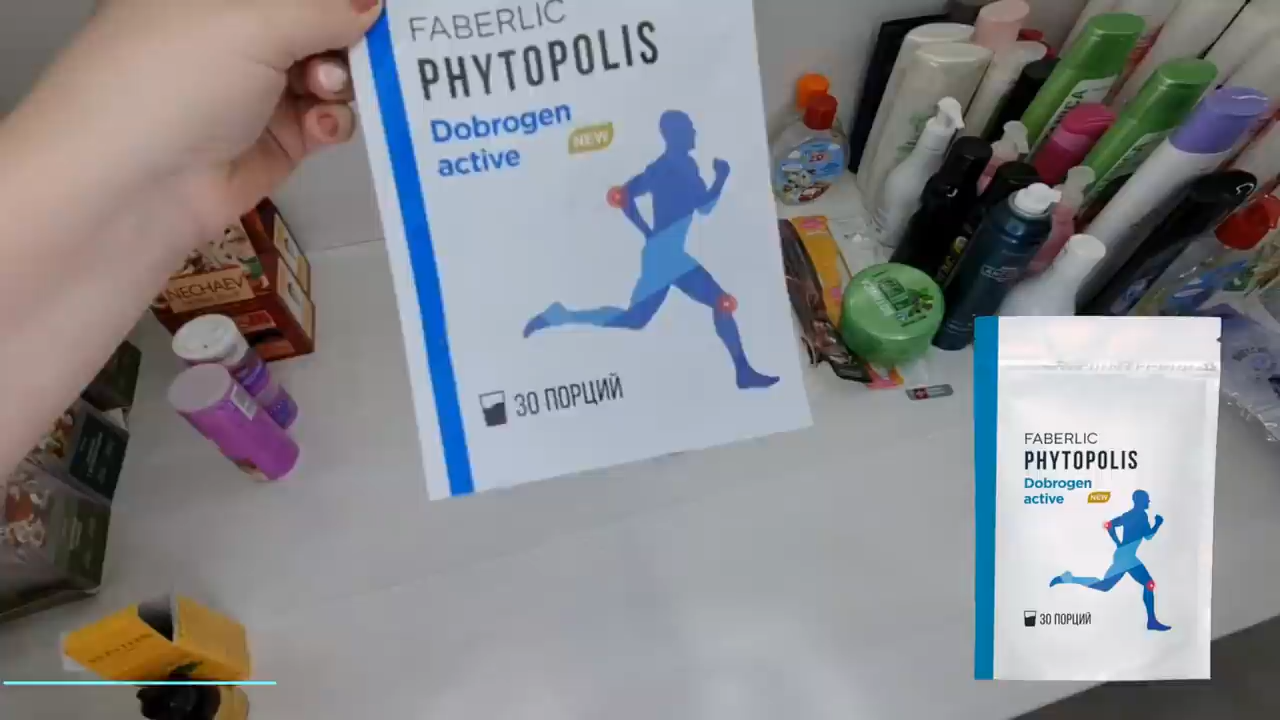 FABERLIC
PHYTOPOLIS
Dobrogen
active
NEW
30 ПОРЦИЙ
NECHAEV
FABERLIC
PHYTOPOLIS
Dobrogen
active
NEW
30 ПОРЦИЙ